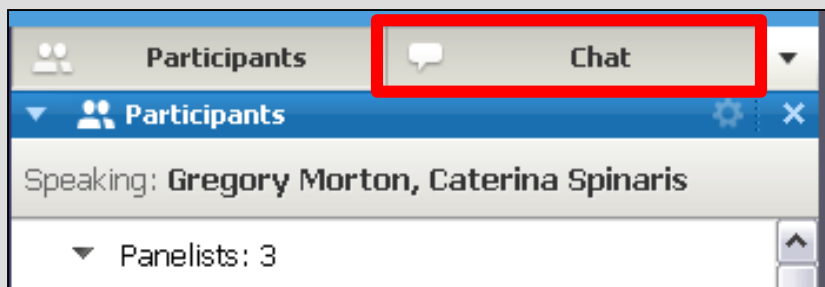 Participants Chat
Participants
Speaking: Gregory Morton, Caterina Spinaris
Panelists: 3